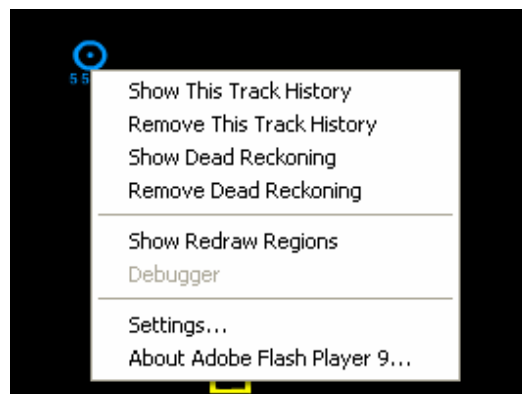 5 5
Show This Track History
Remove This Track History
Show Dead Reckoning
Remove Dead Reckoning
Show Redraw Regions
Debugger
Settings...
About Adobe Flash Player 9...